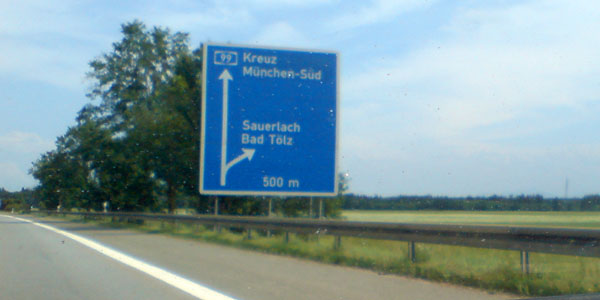 99 Kreuz
München-Süd
Sauerlach
Bad Tölz
500 m